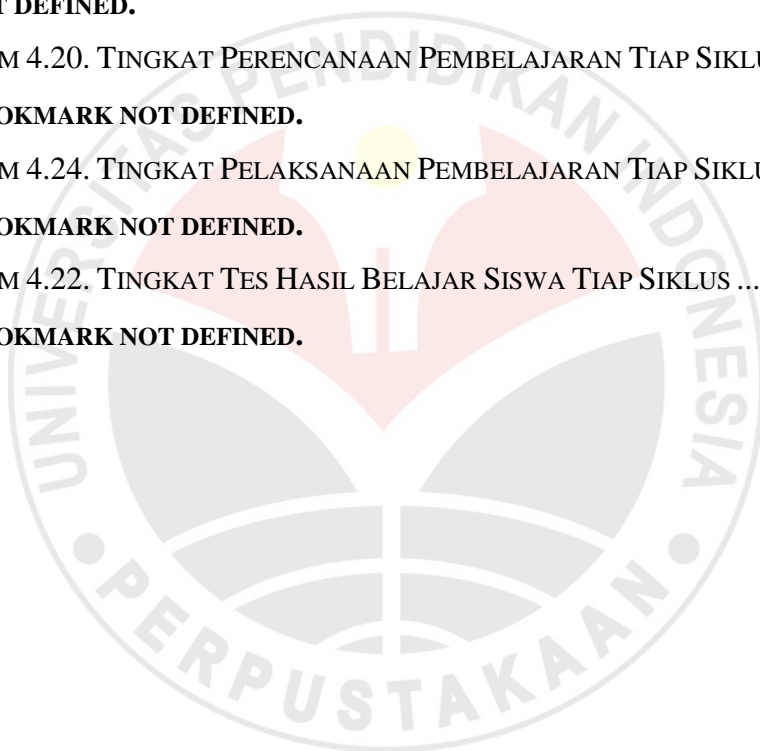 T DEFINED.
M 4.20. TINGKAT PERENCANAAN PEMBELAJARAN TIAP SIKLU
OKMARK NOT DEFINED.
M 4.24. TINGKAT PELAKSANAAN PEMBELAJARAN TIAP SIKLU
OKMARK NOT DEFINED.
M 4.22. TINGKAT TES HASIL BELAJAR SISWA TIAP SIKLUS ...
OKMARK NOT DEFINED.
UNIVERSITAS PENDIDIKAN INDONESIA
PERPUSTAKAAN